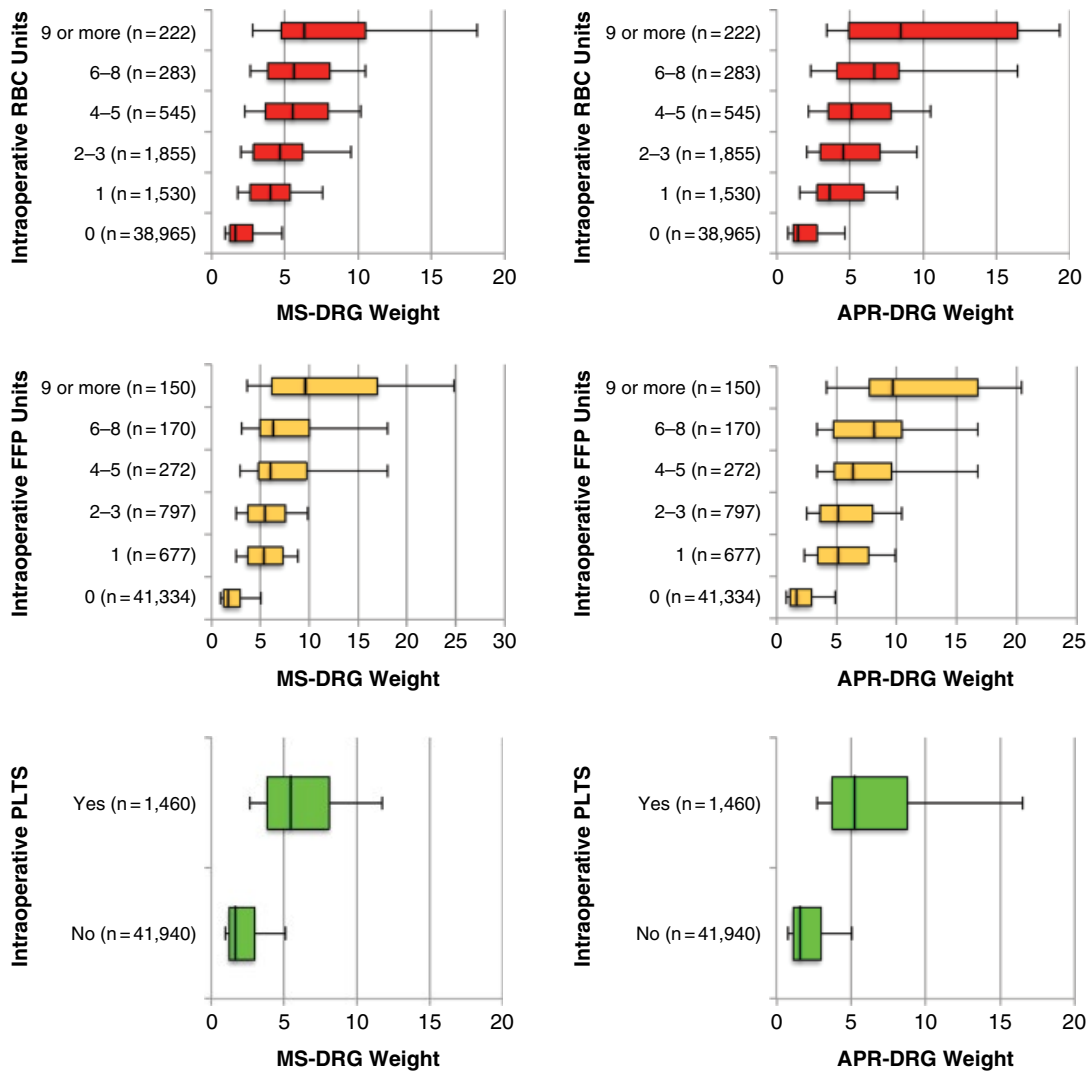 Intraoperative RBC Units
9 or more (n=222)
6–8 (n=283)
4–5 (n=545)
2–3 (n=1,855)
1 (n=1,530)
0 (n=38,965)
0 5 10 15 20
MS-DRG Weight
Intraoperative RBC Units
9 or more (n=222)
6–8 (n=283)
4–5 (n=545)
2–3 (n=1,855)
1 (n=1,530)
0 (n=38,965)
0 5 10 15 20
APR-DRG Weight
Intraoperative FFP Units
9 or more (n=150)
6–8 (n=170)
4–5 (n=272)
2–3 (n=797)
1 (n=677)
0 (n=41,334)
0 5 10 15 20 25 30
MS-DRG Weight
Intraoperative FFP Units
9 or more (n=150)
6–8 (n=170)
4–5 (n=272)
2–3 (n=797)
1 (n=677)
0 (n=41,334)
0 5 10 15 20 25
APR-DRG Weight
Intraoperative PLTS
Yes (n=1,460)
No (n=41,940)
0 5 10 15 20
MS-DRG Weight
Intraoperative PLTS
Yes (n=1,460)
No (n=41,940)
0 5 10 15 20
APR-DRG Weight